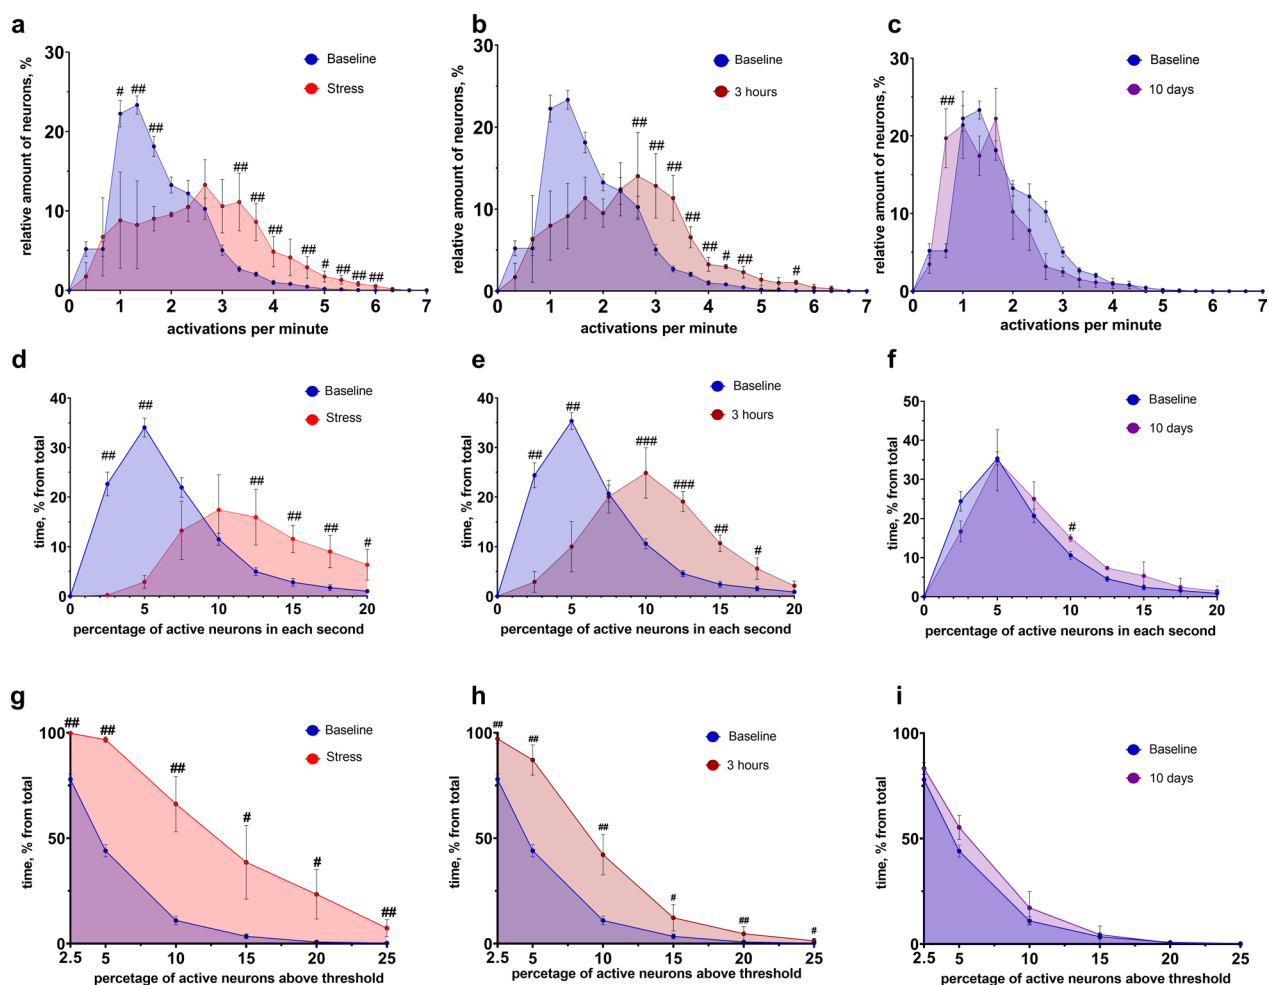 a
relative amount of neurons, %
30
20
10
0
0 1 2 3 4 5 6 7
activations per minute
Baseline
Stress
# ## ## ## ## ## ## # ## ## ##
b
relative amount of neurons, %
30
20
10
0
0 1 2 3 4 5 6 7
activations per minute
Baseline
3 hours
## ## ## ## ## # ## #
c
relative amount of neurons, %
30
20
10
0
0 1 2 3 4 5 6 7
activations per minute
Baseline
10 days
##
d
time, % from total
40
30
20
10
0
0 5 10 15 20
percentage of active neurons in each second
Baseline
Stress
## ## ## ## ## #
e
time, % from total
40
30
20
10
0
0 5 10 15 20
percentage of active neurons in each second
Baseline
3 hours
## ## ### ### ## #
f
time, % from total
50
40
30
20
10
0
0 5 10 15 20
percentage of active neurons in each second
Baseline
10 days
#
g
time, % from total
100
50
0
2.5 5 10 15 20 25
percetage of active neurons above threshold
Baseline
Stress
## ## ## # # ##
h
time, % from total
100
50
0
2.5 5 10 15 20 25
percetage of active neurons above threshold
Baseline
3 hours
## ## ## # ## #
i
time, % from total
100
50
0
2.5 5 10 15 20 25
percetage of active neurons above threshold
Baseline
10 days